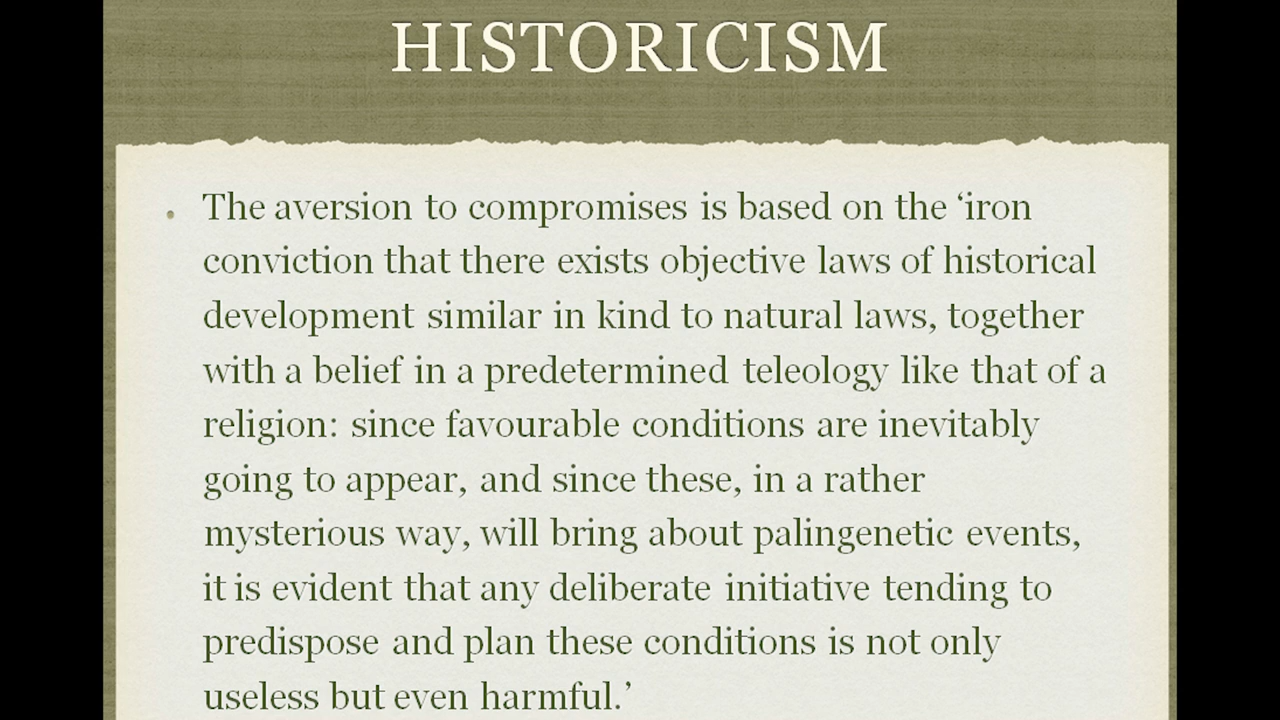 HISTORICISM
• The aversion to compromises is based on the ‘iron
conviction that there exists objective laws of historical
development similar in kind to natural laws, together
with a belief in a predetermined teleology like that of a
religion: since favourable conditions are inevitably
going to appear, and since these, in a rather
mysterious way, will bring about palingenetic events,
it is evident that any deliberate initiative tending to
predispose and plan these conditions is not only
useless but even harmful.’